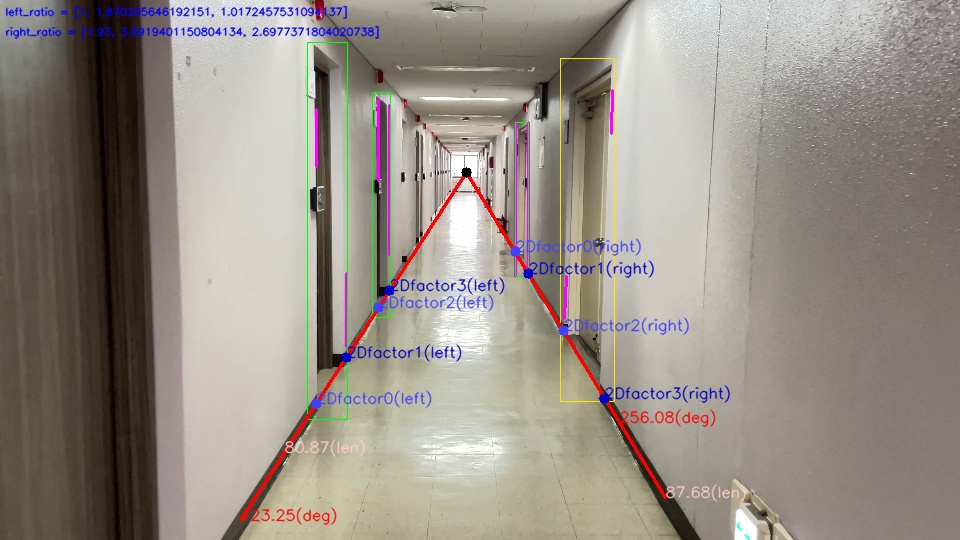 left_ratio = [1, 1.870295646192151, 1.0172457531094137]
right_ratio = [1.93, 3.8919401150804134, 2.6977371804020738]
2Dfactor0(right)
2Dfactor1(right)
2Dfactor3(left)
2Dfactor2(left)
2Dfactor2(right)
2Dfactor1(left)
2Dfactor3(right)
2Dfactor0(left)
256.08(deg)
80.87(len)
87.68(len)
23.25(deg)